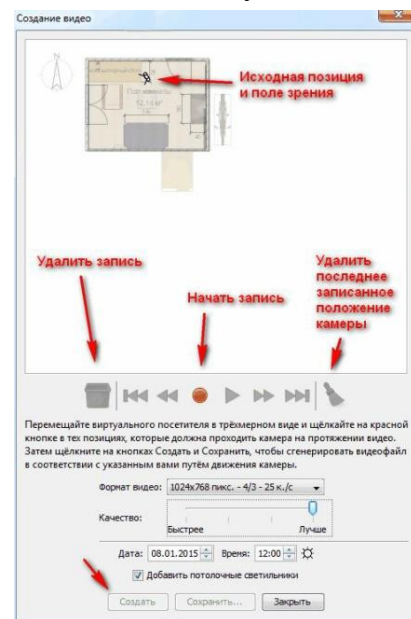 Создание видео
Исходная позиция
и поле зрения
52,14 м²
Удалить запись
Начать запись
Удалить
последнее
записанное
положение
камеры
Перемещайте виртуального посетителя в трёхмерном виде и щёлкайте на красной
кнопке в тех позициях, которые должна проходить камера на протяжении видео.
Затем щёлкните на кнопках Создать и Сохранить, чтобы сгенерировать видеофайл
в соответствии с указанным вами путём движения камеры.
Формат видео: 1024x768 пикс. - 4/3 - 25 к./с
Качество:
Быстрее Лучше
Дата: 08.01.2015 Время: 12:00
Добавить потолочные светильники
Создать Сохранить... Закрыть